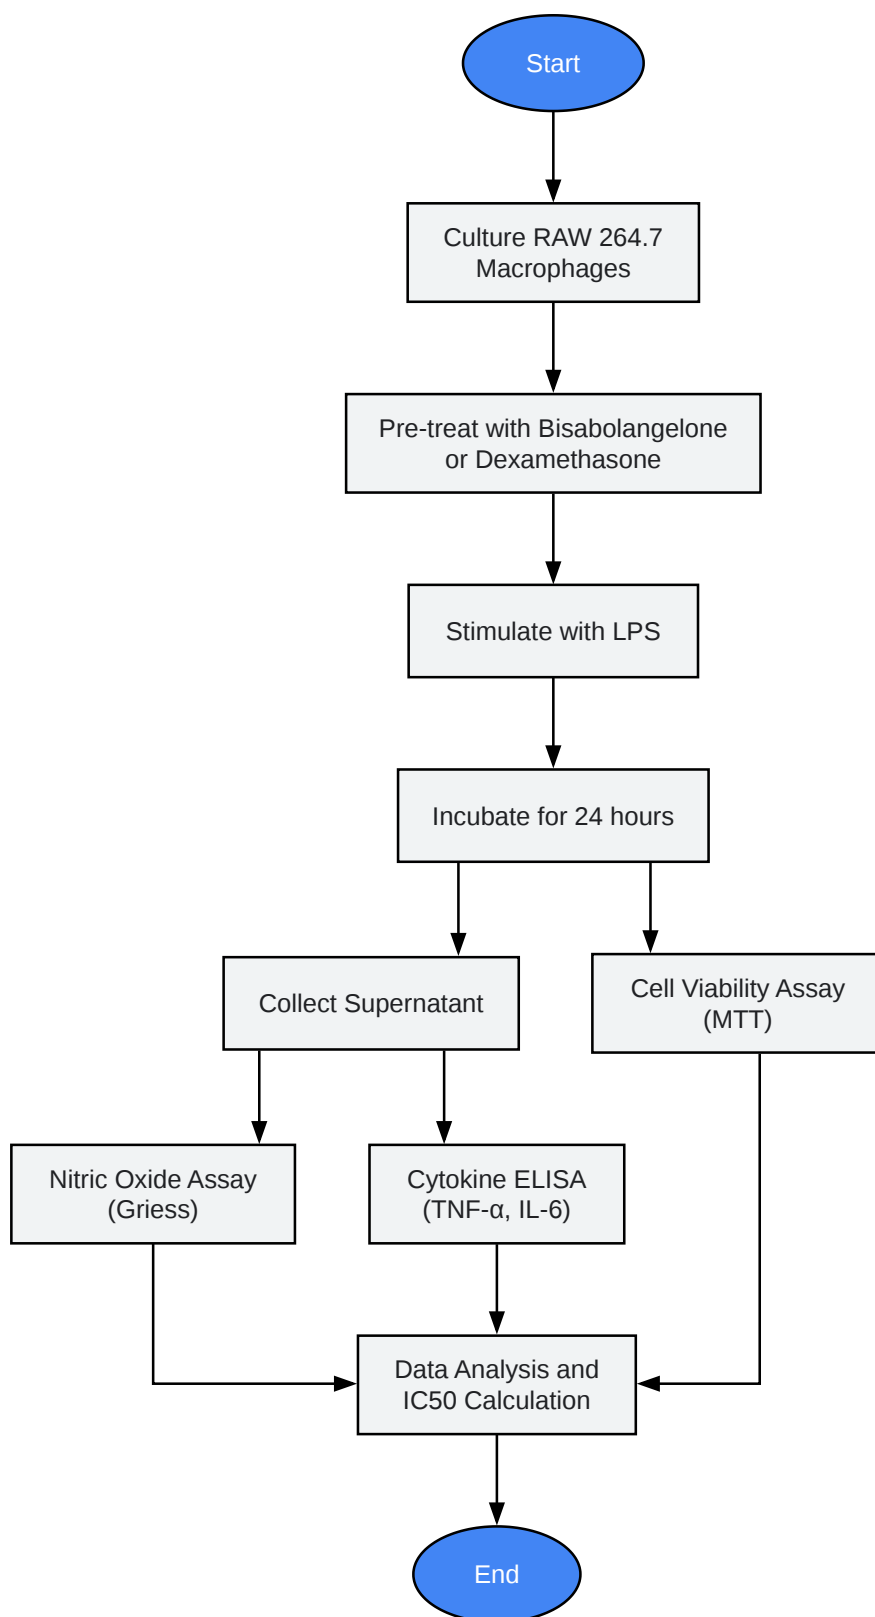 Start
Culture RAW 264.7
Macrophages
Pre-treat with Bisabolangelone
or Dexamethasone
Stimulate with LPS
Incubate for 24 hours
Collect Supernatant
Cell Viability Assay
(MTT)
Nitric Oxide Assay
(Griess)
Cytokine ELISA
(TNF-α, IL-6)
Data Analysis and
IC50 Calculation
End